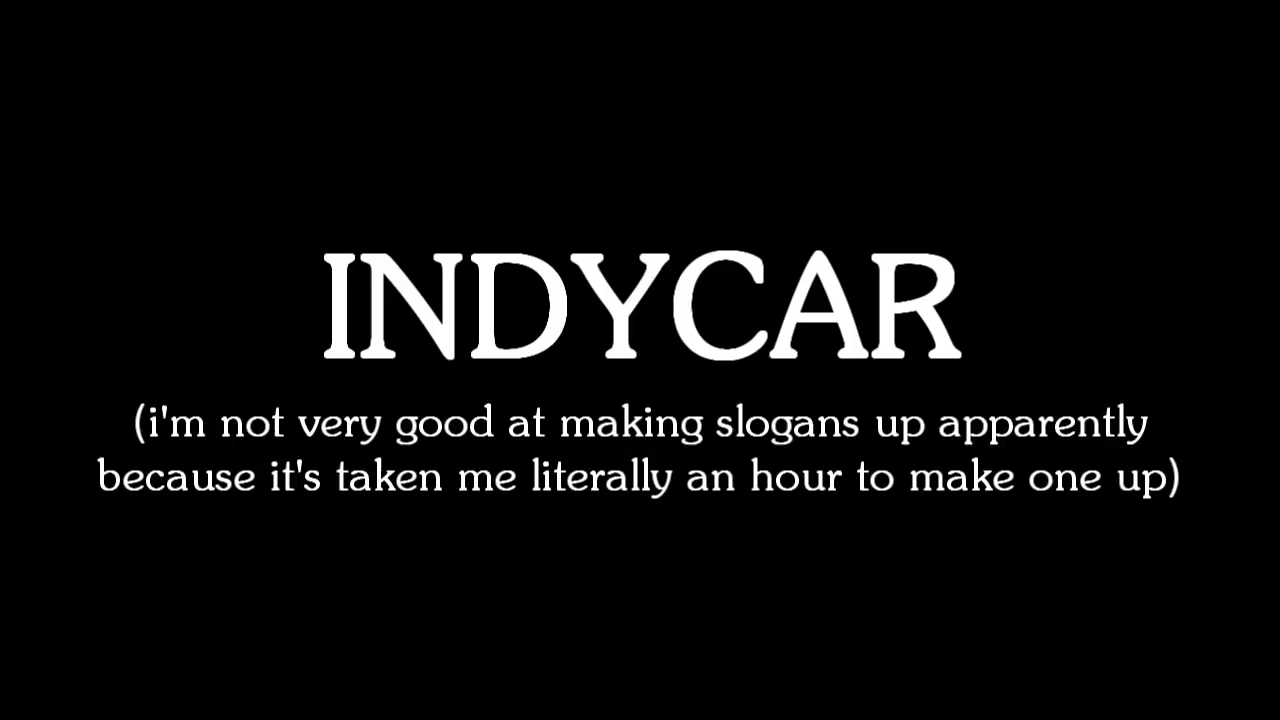 INDYCAR
(i'm not very good at making slogans up apparently
because it's taken me literally an hour to make one up)